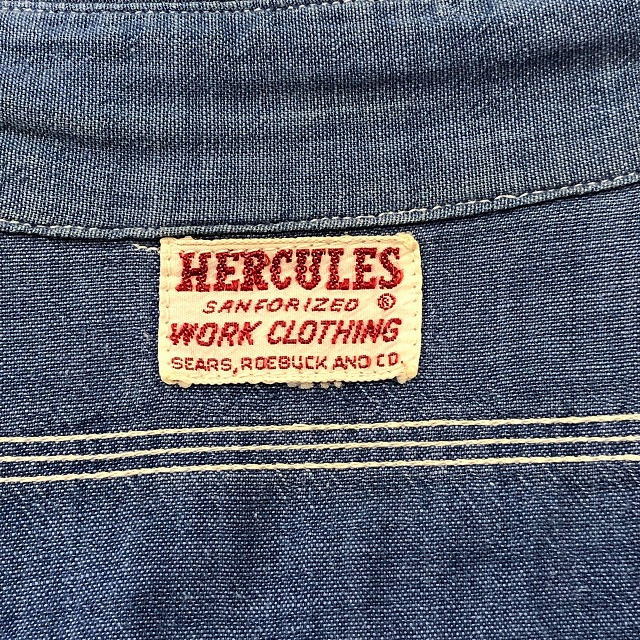 HERCULES
SANFORIZED ®
WORK CLOTHING
SEARS, ROEBUCK AND CO.